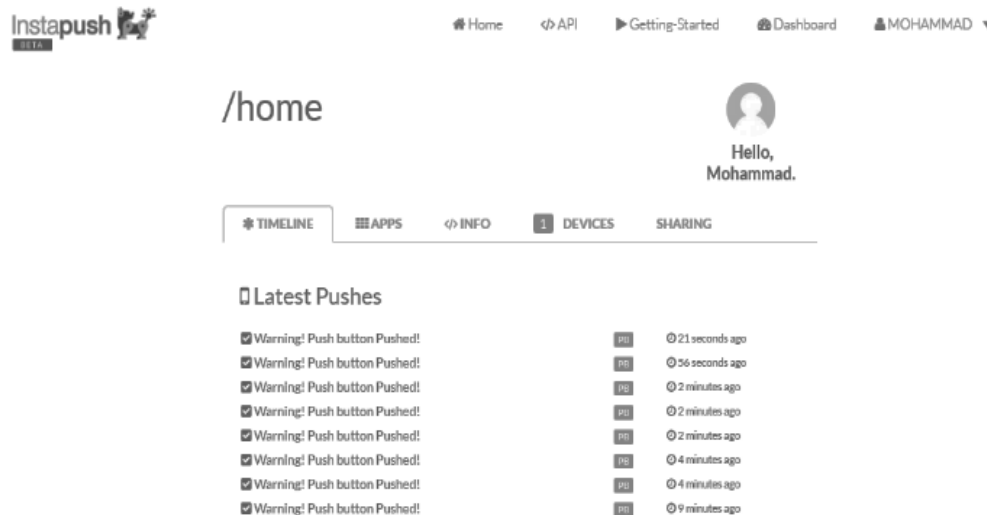 Instapush
BETA
Home API Getting-Started Dashboard MOHAMMAD
/home
Hello,
Mohammad.
TIMELINE APPS INFO 1 DEVICES SHARING
Latest Pushes
Warning! Push button Pushed! PB 21 seconds ago
Warning! Push button Pushed! PB 56 seconds ago
Warning! Push button Pushed! PB 2 minutes ago
Warning! Push button Pushed! PB 2 minutes ago
Warning! Push button Pushed! PB 2 minutes ago
Warning! Push button Pushed! PB 4 minutes ago
Warning! Push button Pushed! PB 4 minutes ago
Warning! Push button Pushed! PB 9 minutes ago